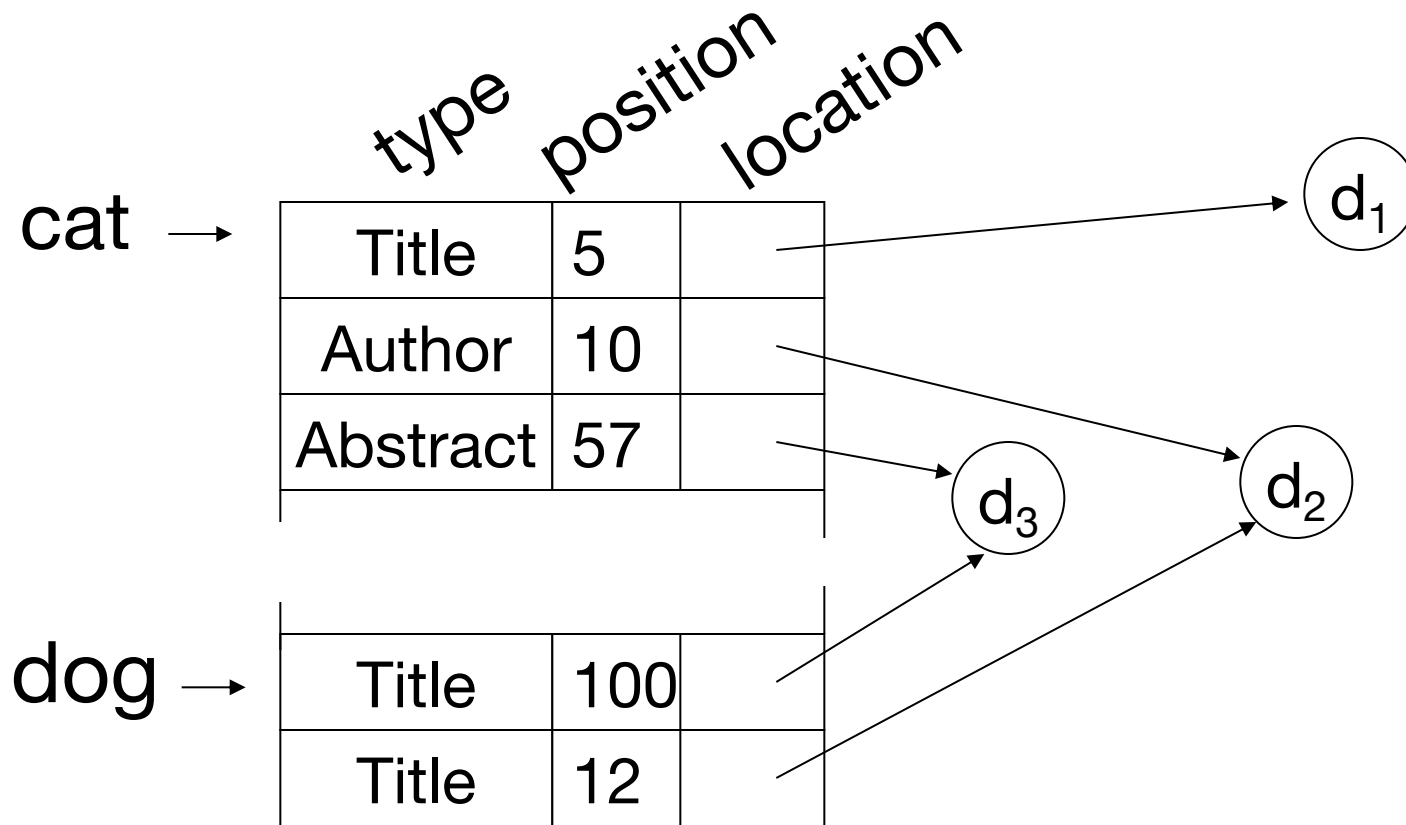 type position location
cat
Title 5
d₁
Author 10
Abstract 57
d₃
d₂
dog
Title 100
Title 12